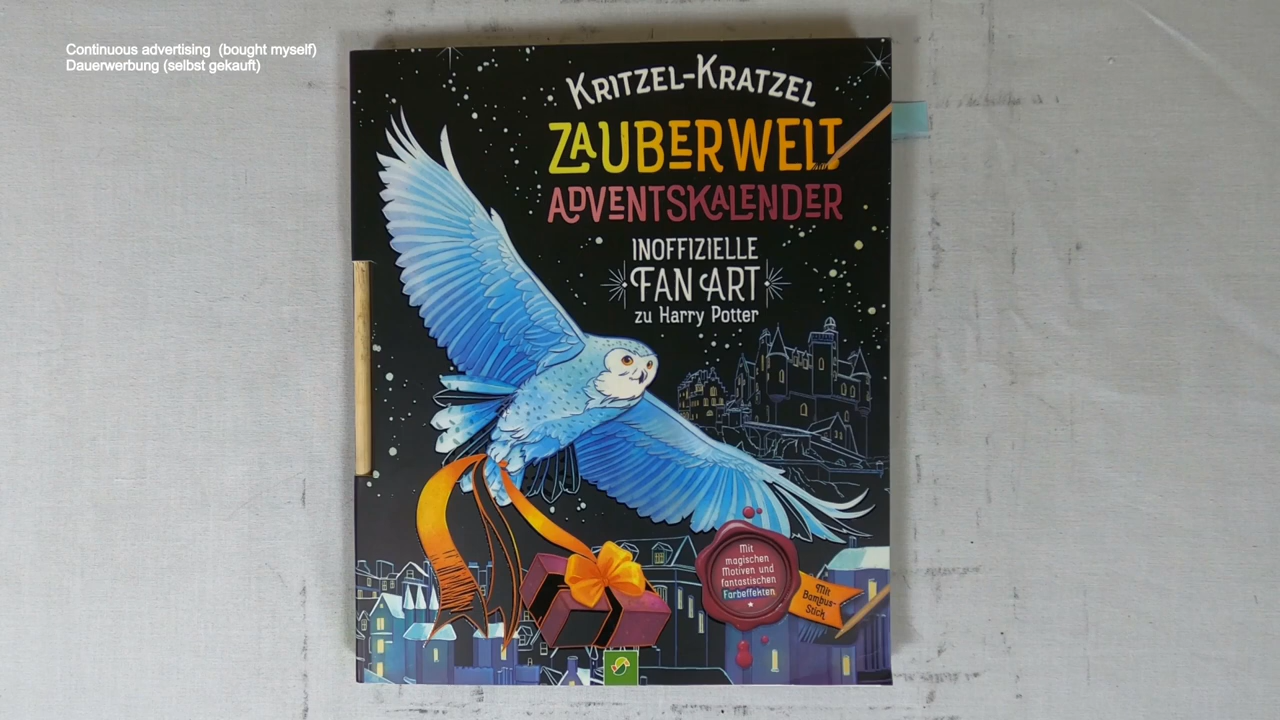 Continuous advertising  (bought myself)
Dauerwerbung (selbst gekauft)
KRITZEL-KRATZEL
ZAUBERWELT
ADVENTSKALENDER
INOFFIZIELLE
FAN ART
zu Harry Potter
Mit
magischen
Motiven und
fantastischen
Farbeffekten
Mit
Bambus-
Stick